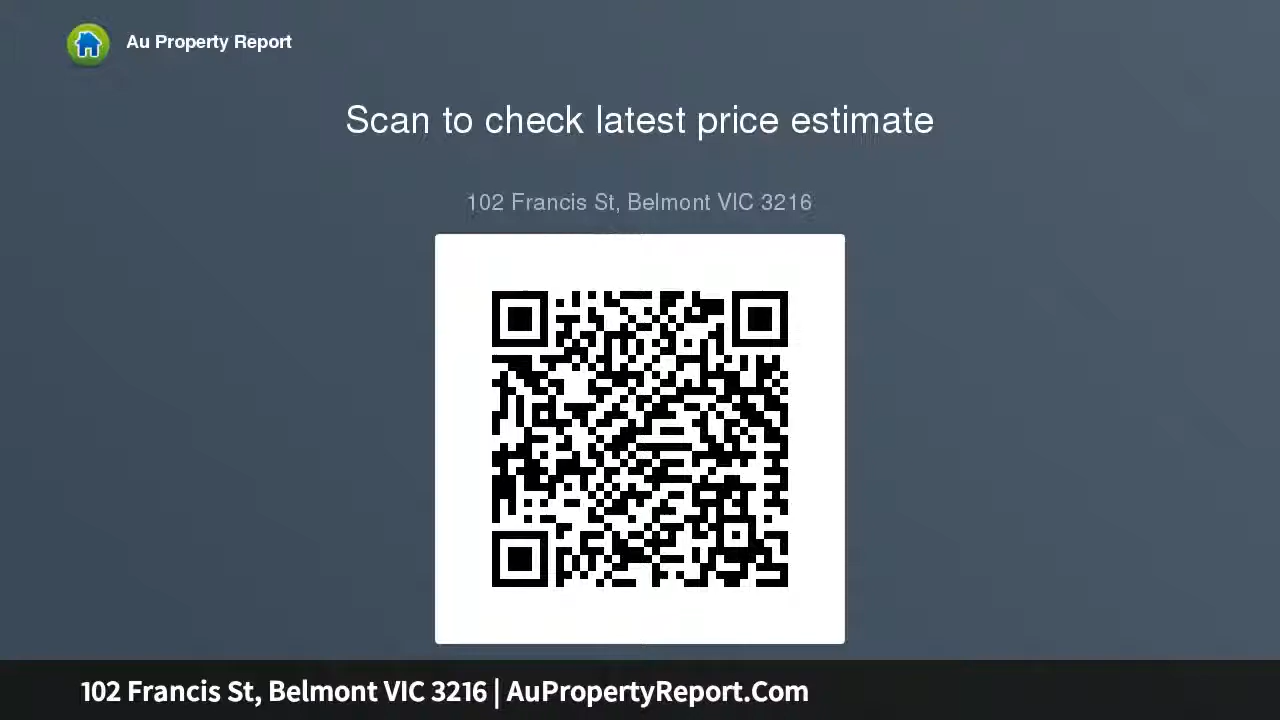 Au Property Report
Scan to check latest price estimate
102 Francis St, Belmont VIC 3216
102 Francis St, Belmont VIC 3216 | AuPropertyReport.Com